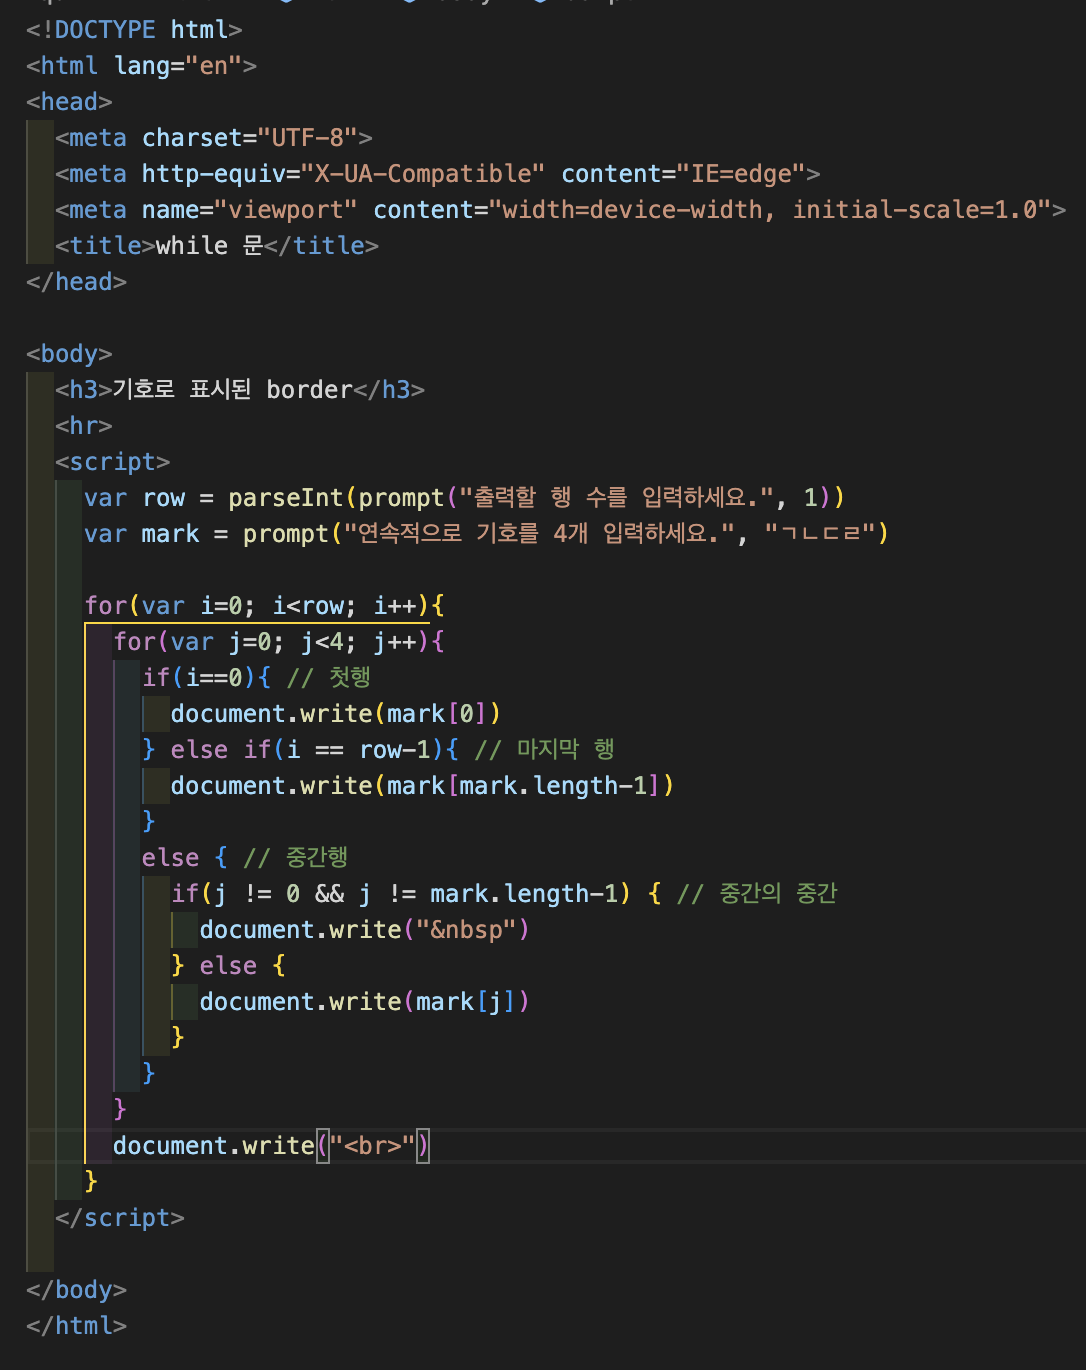 <!DOCTYPE html>
<html lang="en">
<head>
<meta charset="UTF-8">
<meta http-equiv="X-UA-Compatible" content="IE=edge">
<meta name="viewport" content="width=device-width, initial-scale=1.0">
<title>while 문</title>
</head>
<body>
<h3>기호로 표시된 border</h3>
<hr>
<script>
var row = parseInt(prompt("출력할 행 수를 입력하세요.", 1))
var mark = prompt("연속적으로 기호를 4개 입력하세요.", "ㄱㄴㄷㄹ")
for(var i=0; i<row; i++){
for(var j=0; j<4; j++){
if(i==0){ // 첫행
document.write(mark[0])
} else if(i == row-1){ // 마지막 행
document.write(mark[mark.length-1])
}
else { // 중간행
if(j != 0 && j != mark.length-1) { // 중간의 중간
document.write("&nbsp")
} else {
document.write(mark[j])
}
}
}
document.write("<br>")
}
</script>
</body>
</html>